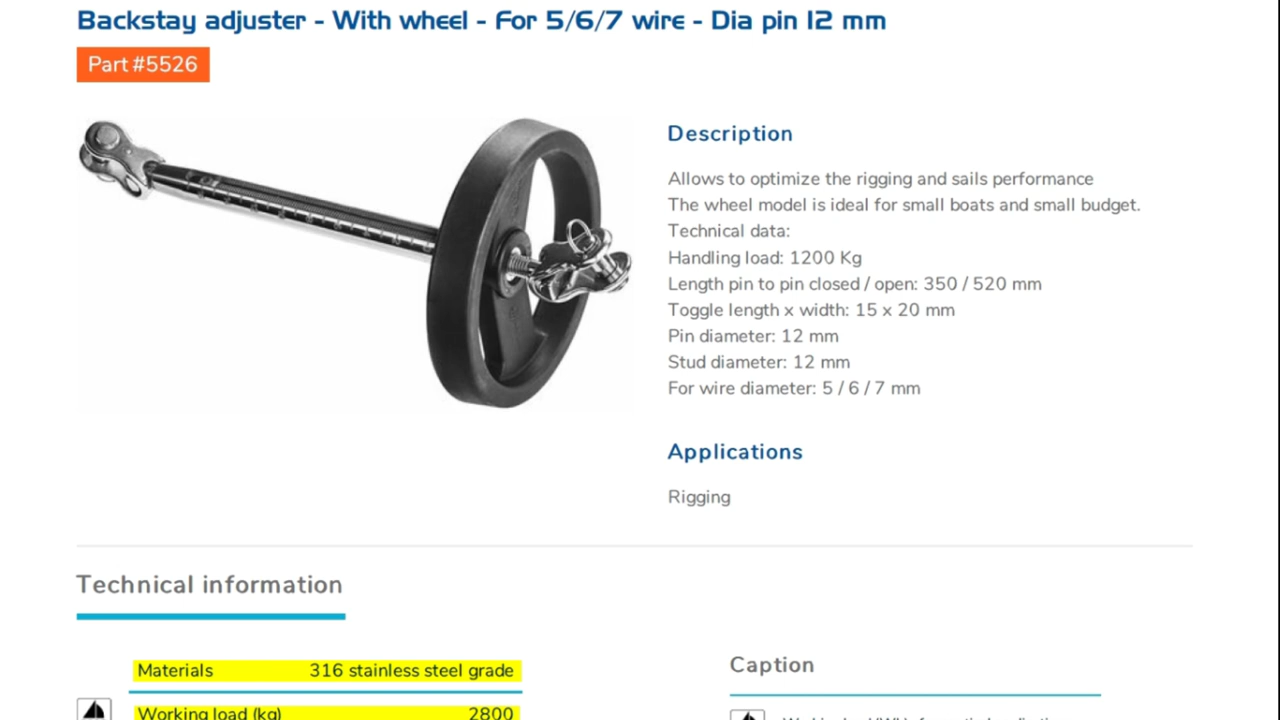 Backstay adjuster - With wheel - For 5/6/7 wire - Dia pin 12 mm
Part #5526
Description
Allows to optimize the rigging and sails performance
The wheel model is ideal for small boats and small budget.
Technical data:
Handling load: 1200 Kg
Length pin to pin closed / open: 350 / 520 mm
Toggle length x width: 15 x 20 mm
Pin diameter: 12 mm
Stud diameter: 12 mm
For wire diameter: 5 / 6 / 7 mm
Applications
Rigging
Technical information
Materials 316 stainless steel grade
Working load (kg) 2800
Caption